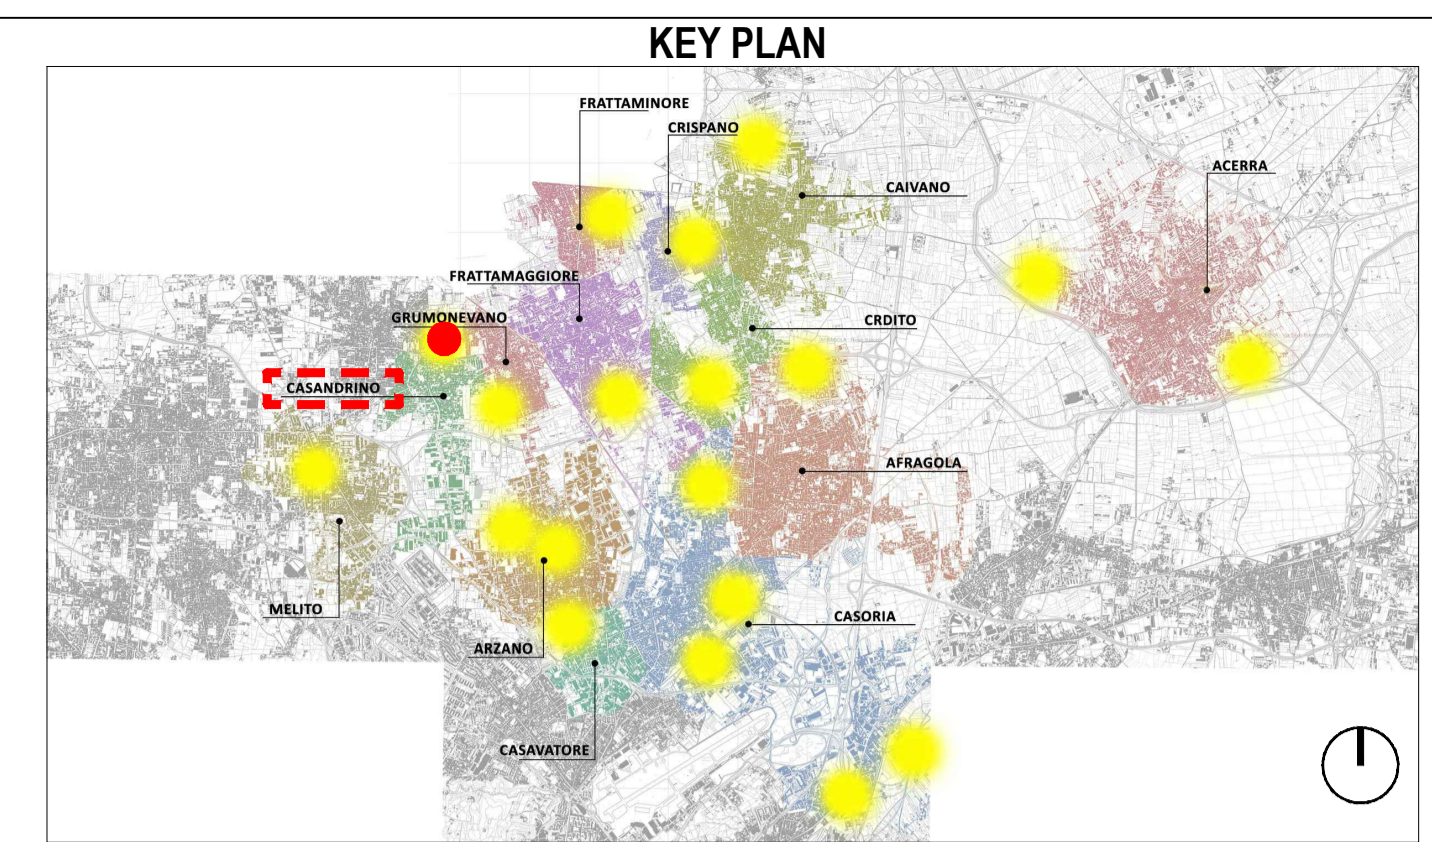 KEY PLAN
FRATTAMINORE
CRISPANO
ACERRA
CAIVANO
FRATTAMAGGIORE
GRUMONEVANO
CRDITO
CASANDRINO
AFRAGOLA
MELITO
CASORIA
ARZANO
CASAVATORE